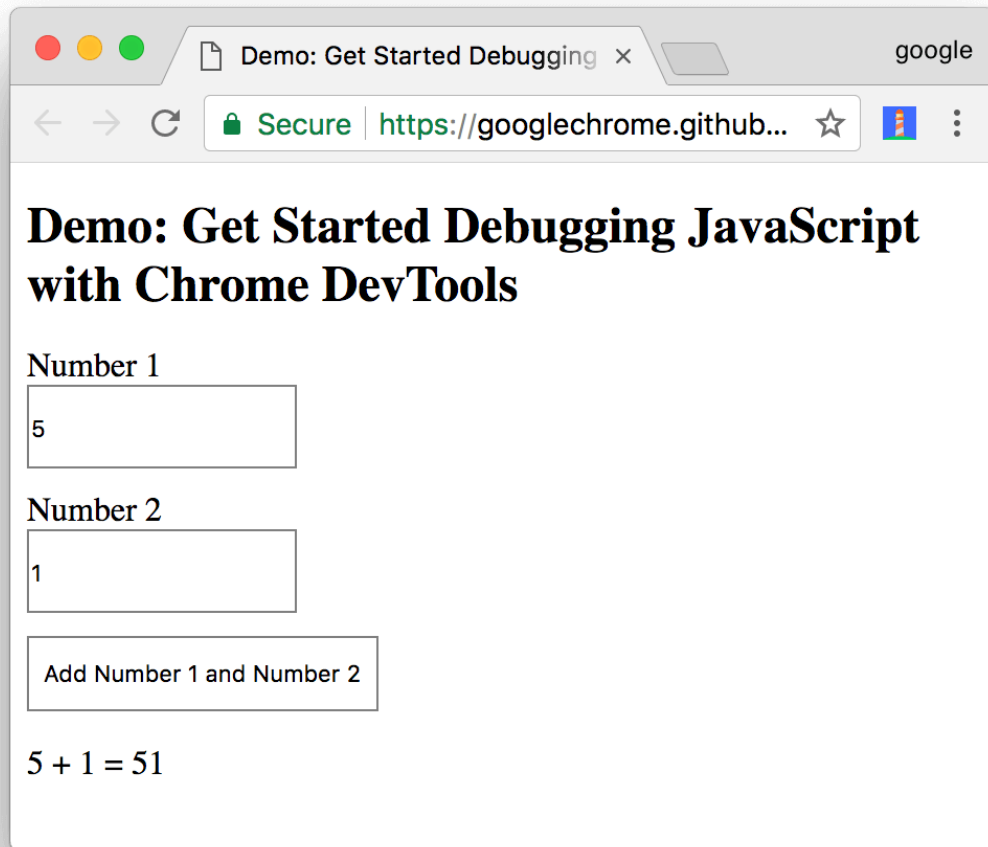 Demo: Get Started Debugging
google
Secure https://googlechrome.github...
Demo: Get Started Debugging JavaScript
with Chrome DevTools
Number 1
5
Number 2
1
Add Number 1 and Number 2
5 + 1 = 51